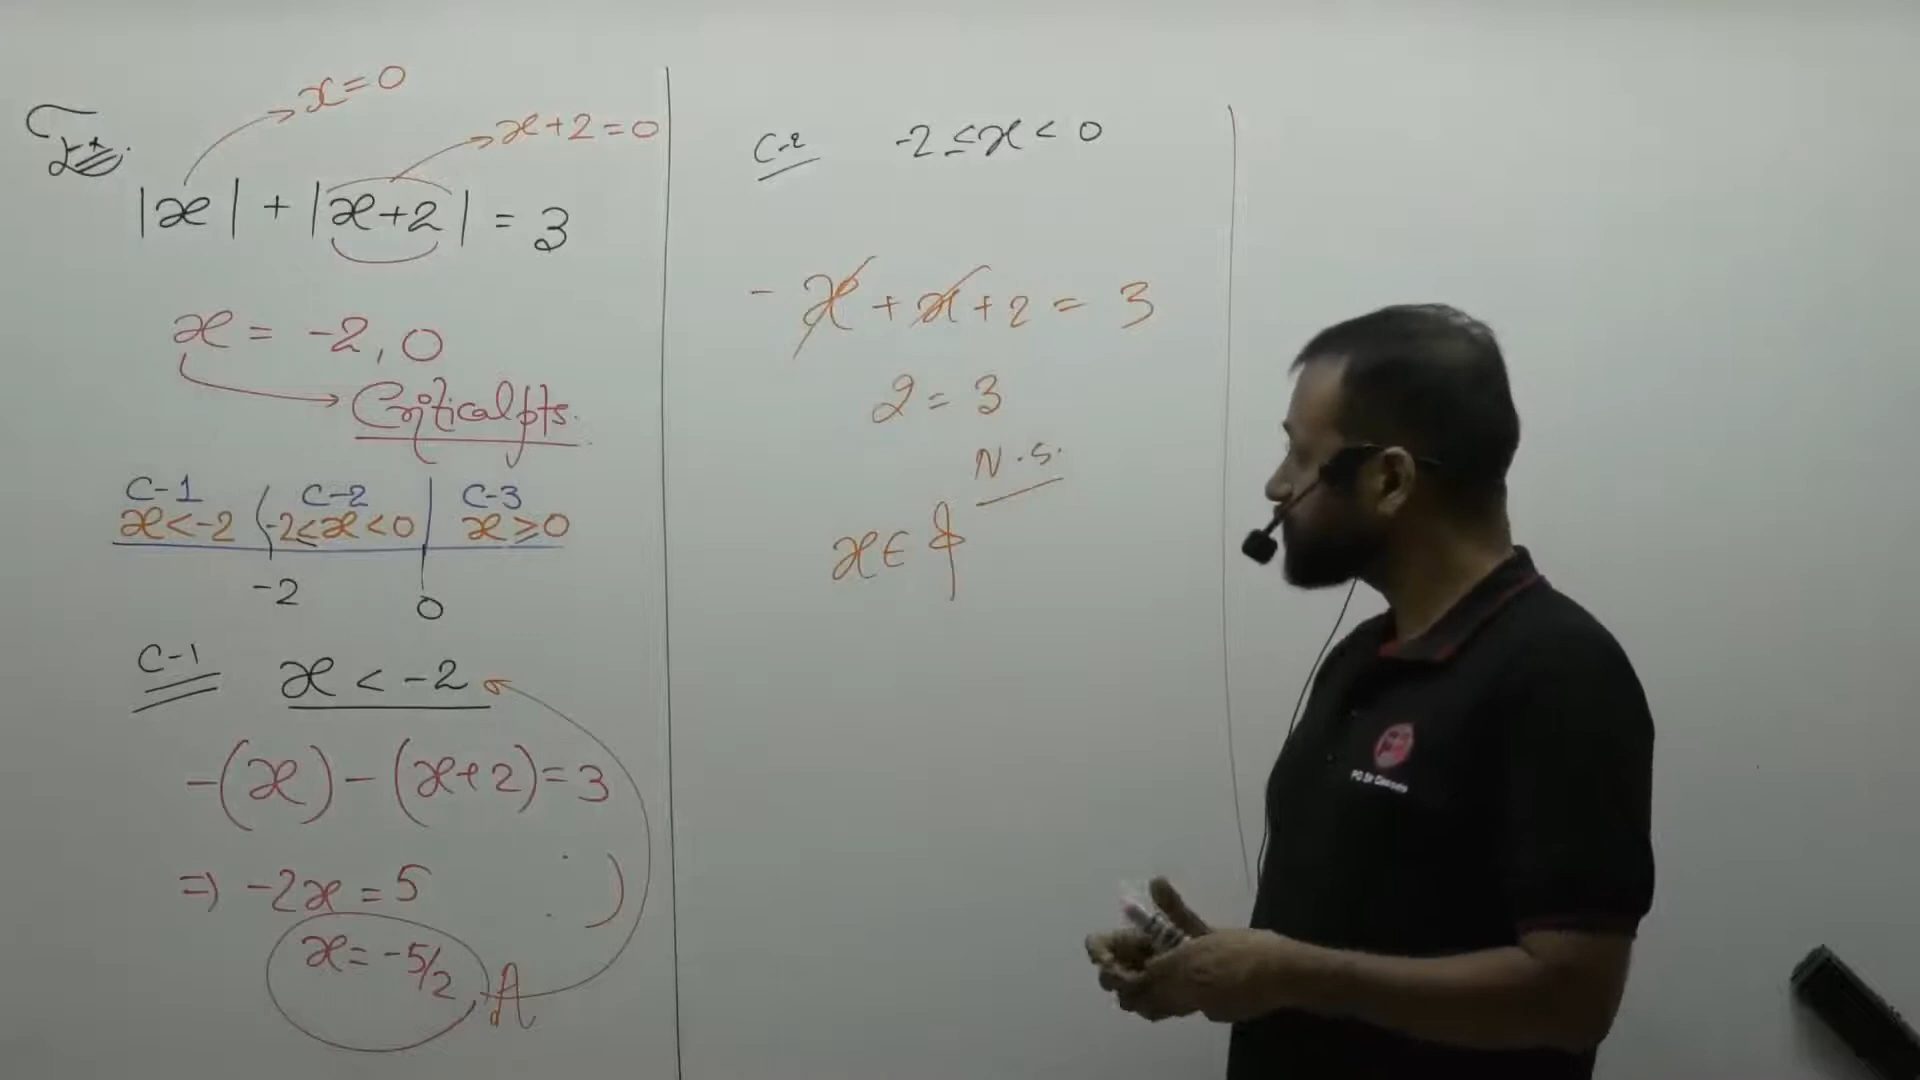 Ex.
x=0
x+2=0
|x| + |x+2| = 3
x = -2, 0
Critical pts.
C-1 C-2 C-3
x<-2 -2≤x<0 x≥0
-2 0
C-1 x < -2
-(x) - (x+2) = 3
⇒ -2x = 5
x = -5/2, A
C-2 -2 ≤ x < 0
- x + x + 2 = 3
2 = 3
N.S.
x ∈ ϕ